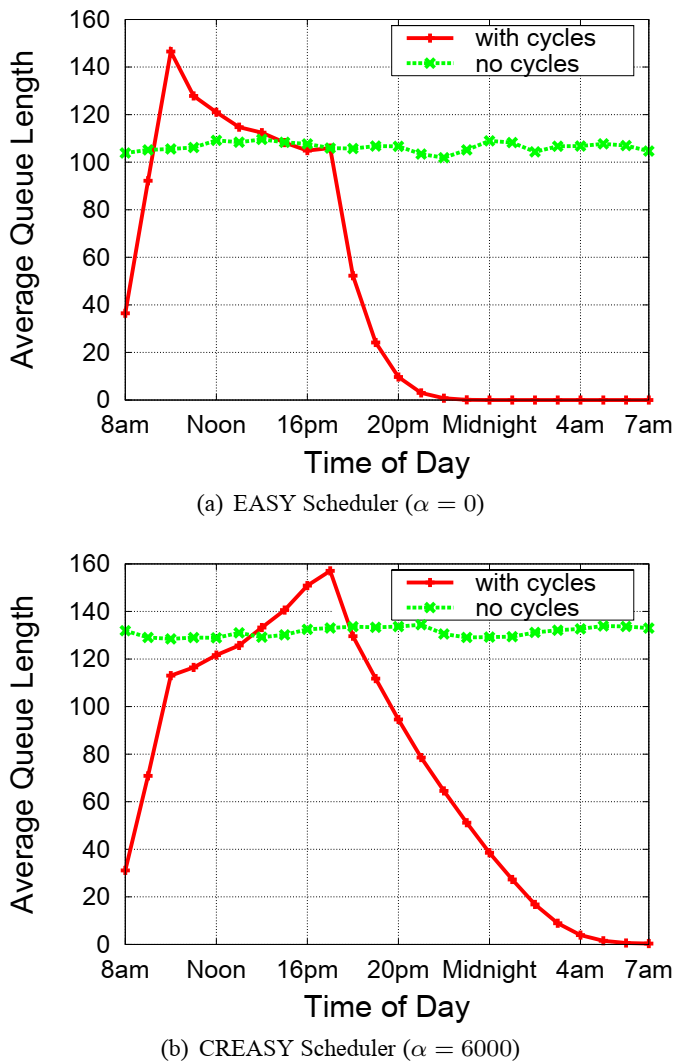 160
140
120
100
80
60
40
20
0
Average Queue Length
with cycles
no cycles
8am Noon 16pm 20pm Midnight 4am 7am
Time of Day
(a) EASY Scheduler (α = 0)
160
140
120
100
80
60
40
20
0
Average Queue Length
with cycles
no cycles
8am Noon 16pm 20pm Midnight 4am 7am
Time of Day
(b) CREASY Scheduler (α = 6000)